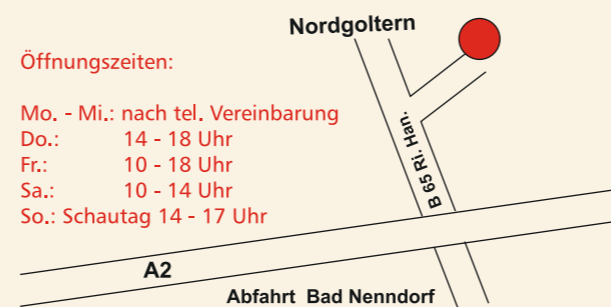 Nordgoltern
Öffnungszeiten:
Mo. - Mi.: nach tel. Vereinbarung
Do.: 14 - 18 Uhr
Fr.: 10 - 18 Uhr
Sa.: 10 - 14 Uhr
So.: Schautag 14 - 17 Uhr
B 65 Ri. Han.
A2
Abfahrt Bad Nenndorf